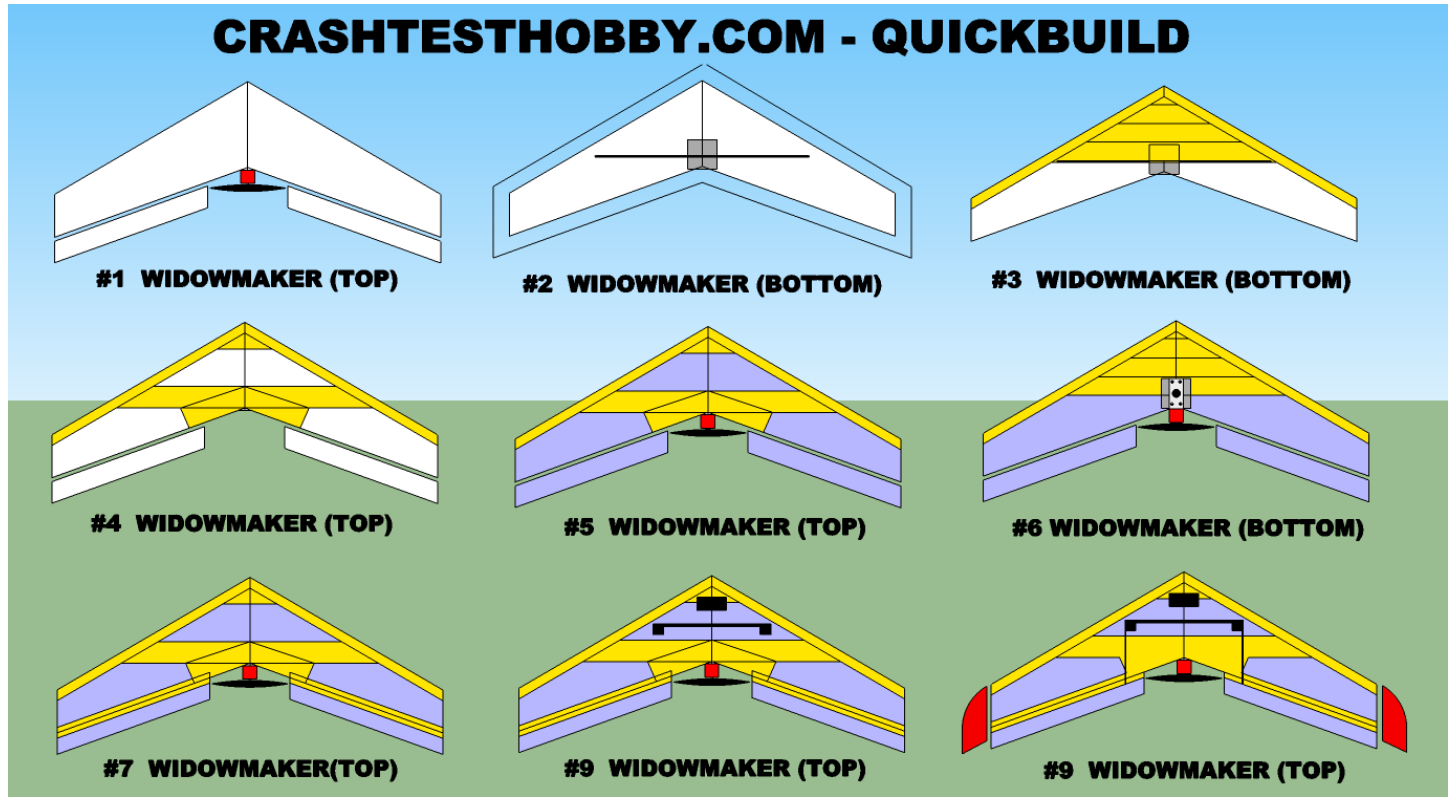 CRASHTESTHOBBY.COM - QUICKBUILD
#1 WIDOWMAKER (TOP)
#2 WIDOWMAKER (BOTTOM)
#3 WIDOWMAKER (BOTTOM)
#4 WIDOWMAKER (TOP)
#5 WIDOWMAKER (TOP)
#6 WIDOWMAKER (BOTTOM)
#7 WIDOWMAKER(TOP)
#9 WIDOWMAKER (TOP)
#9 WIDOWMAKER (TOP)